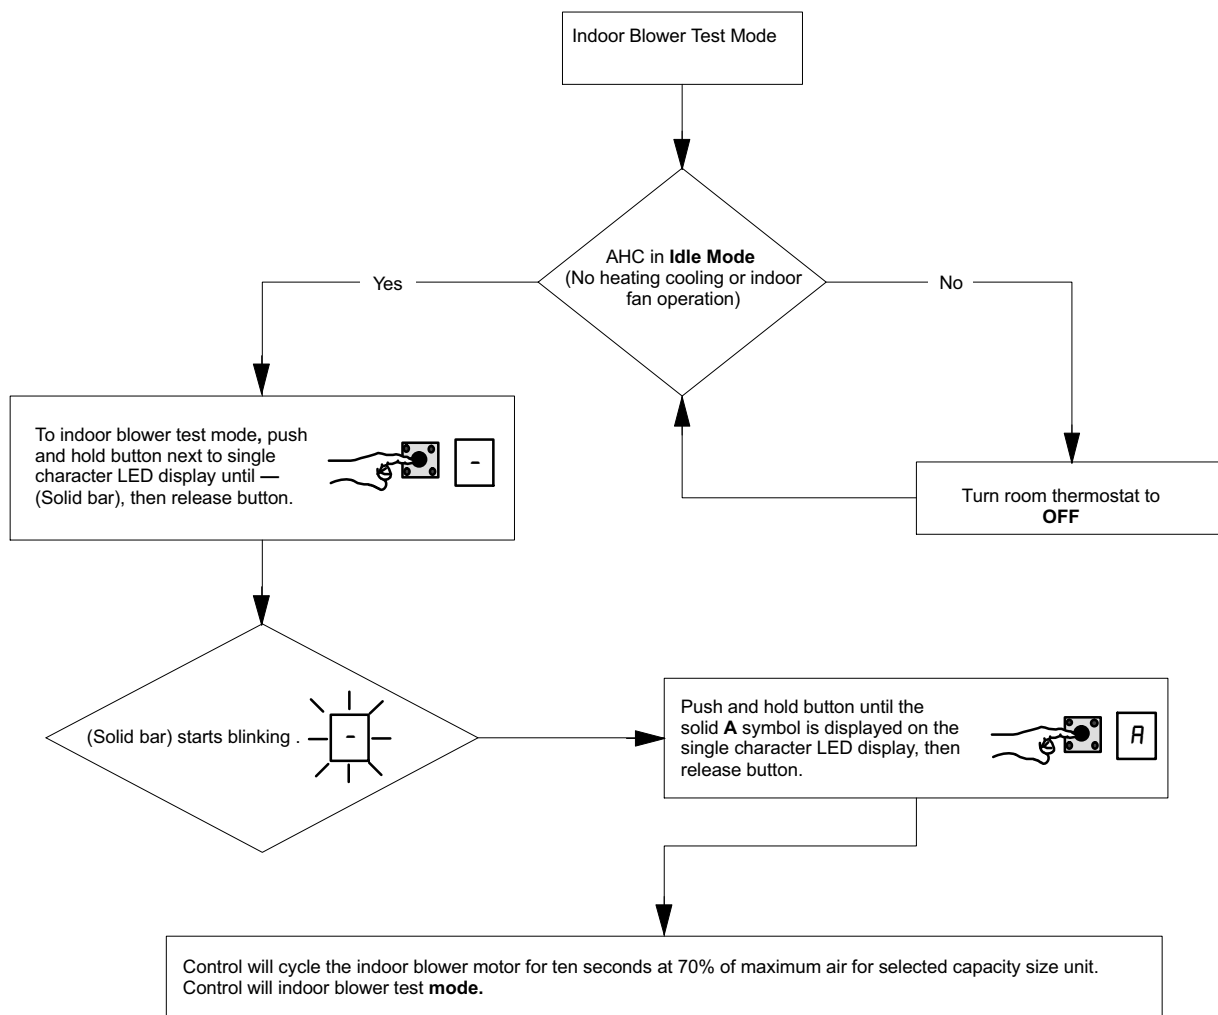 Indoor Blower Test Mode
AHC in Idle Mode
(No heating cooling or indoor
fan operation)
Yes
No
To indoor blower test mode, push
and hold button next to single
character LED display until —
(Solid bar), then release button.
-
Turn room thermostat to
OFF
(Solid bar) starts blinking .
-
Push and hold button until the
solid A symbol is displayed on the
single character LED display, then
release button.
A
Control will cycle the indoor blower motor for ten seconds at 70% of maximum air for selected capacity size unit.
Control will indoor blower test mode.